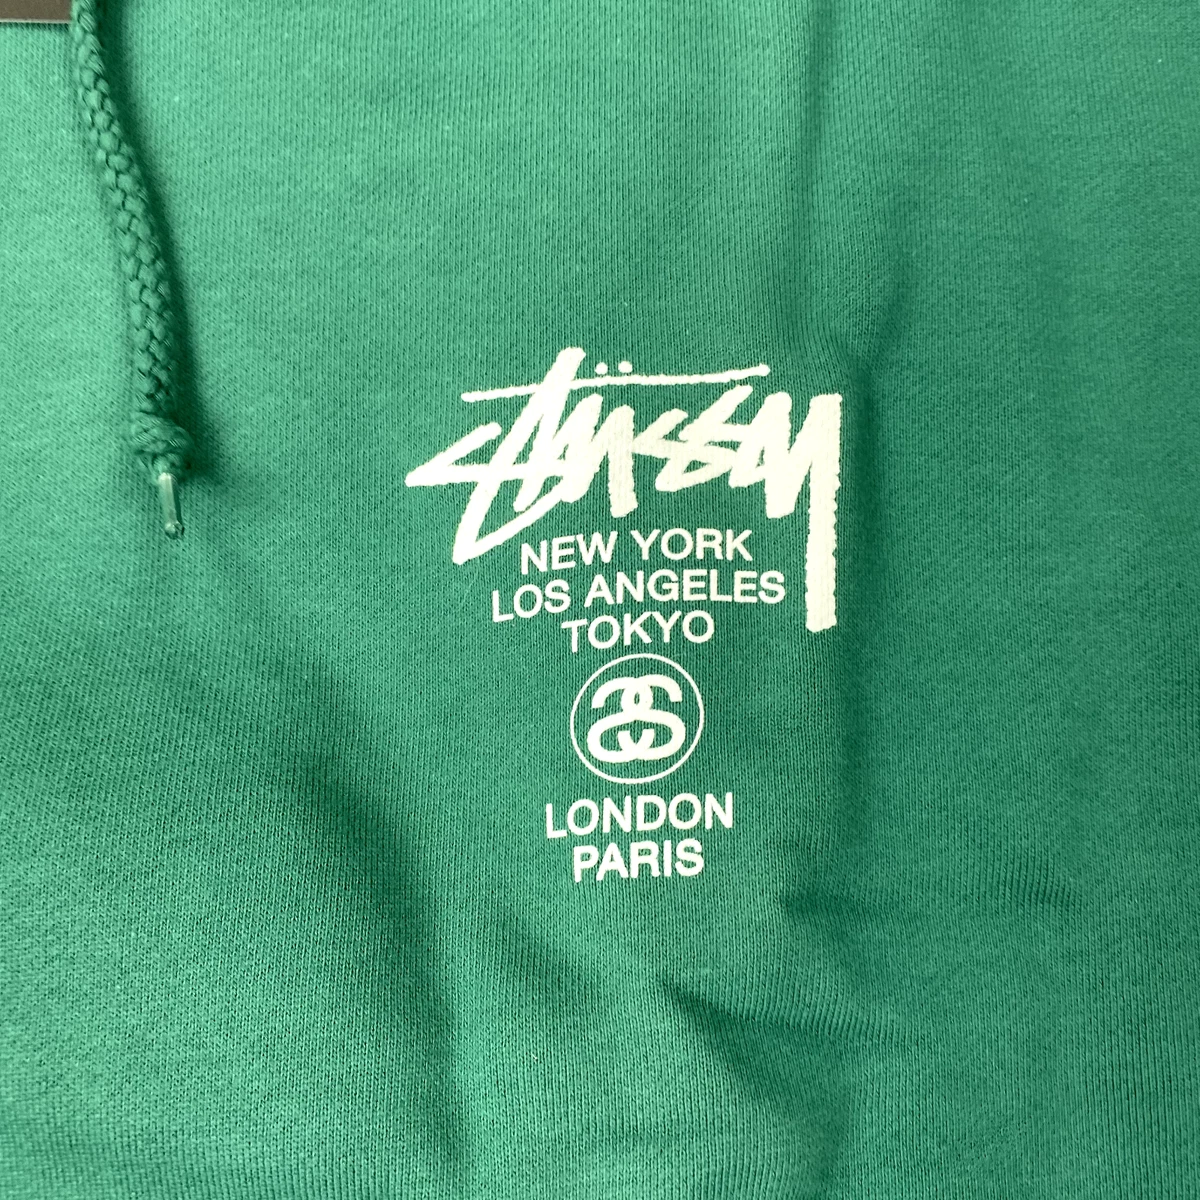 Stüssy
NEW YORK
LOS ANGELES
TOKYO
SS
LONDON
PARIS